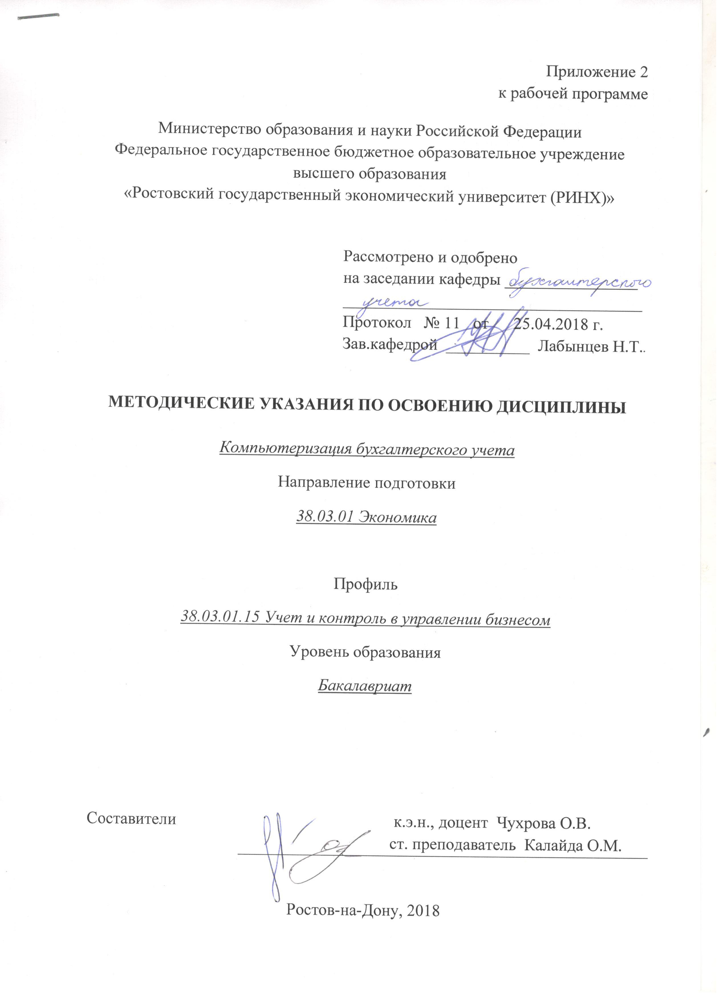 Приложение 2
к рабочей программе
Министерство образования и науки Российской Федерации
Федеральное государственное бюджетное образовательное учреждение
высшего образования
«Ростовский государственный экономический университет (РИНХ)»
Рассмотрено и одобрено
на заседании кафедры бухгалтерского
учета
Протокол № 11 от 25.04.2018 г.
Зав.кафедрой Лабынцев Н.Т..
МЕТОДИЧЕСКИЕ УКАЗАНИЯ ПО ОСВОЕНИЮ ДИСЦИПЛИНЫ
Компьютеризация бухгалтерского учета
Направление подготовки
38.03.01 Экономика
Профиль
38.03.01.15 Учет и контроль в управлении бизнесом
Уровень образования
Бакалавриат
Составители к.э.н., доцент Чухрова О.В.
ст. преподаватель Калайда О.М.
Ростов-на-Дону, 2018